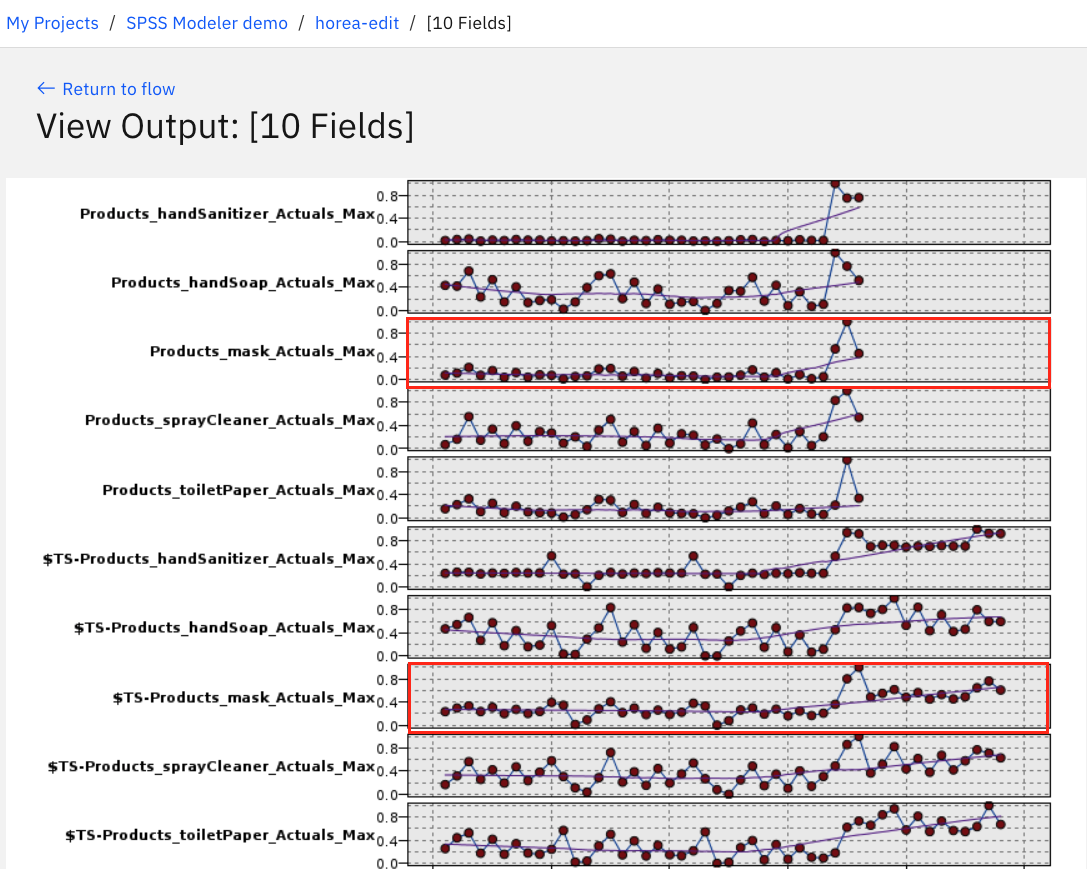 My Projects / SPSS Modeler demo / horea-edit / [10 Fields]
← Return to flow
View Output: [10 Fields]
Products_handSanitizer_Actuals_Max
0.8
0.4
0.0
Products_handSoap_Actuals_Max
0.8
0.4
0.0
Products_mask_Actuals_Max
0.8
0.4
0.0
Products_sprayCleaner_Actuals_Max
0.8
0.4
0.0
Products_toiletPaper_Actuals_Max
0.8
0.4
0.0
$TS-Products_handSanitizer_Actuals_Max
0.8
0.4
0.0
$TS-Products_handSoap_Actuals_Max
0.8
0.4
0.0
$TS-Products_mask_Actuals_Max
0.8
0.4
0.0
$TS-Products_sprayCleaner_Actuals_Max
0.8
0.4
0.0
$TS-Products_toiletPaper_Actuals_Max
0.8
0.4
0.0